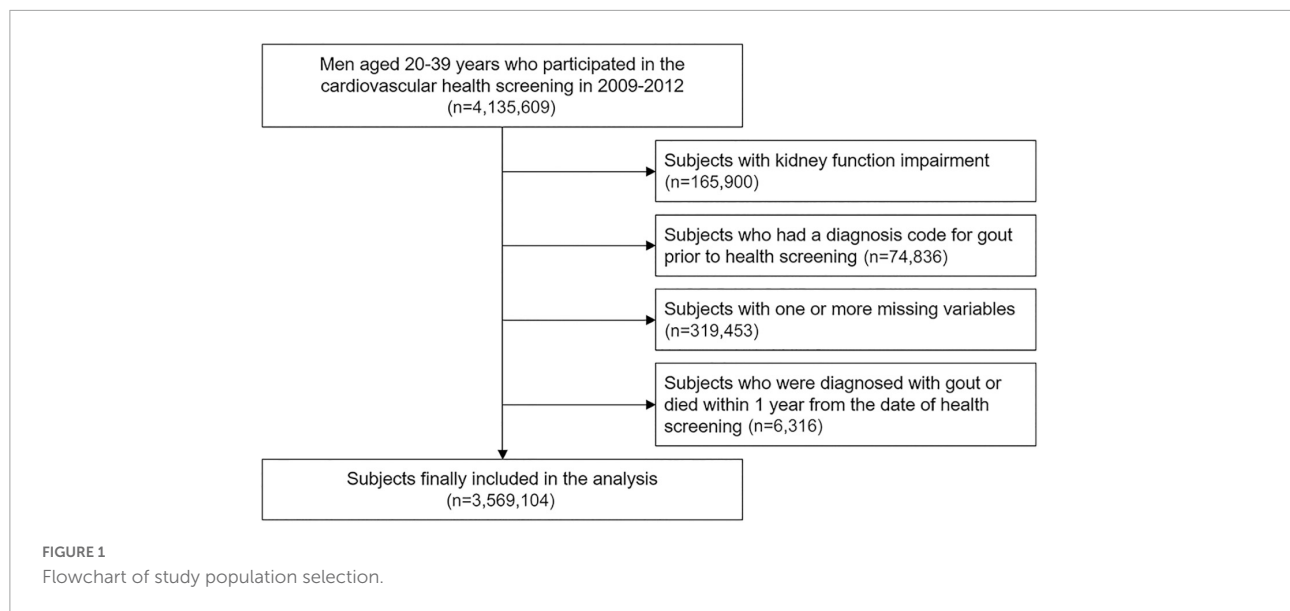 Men aged 20-39 years who participated in the
cardiovascular health screening in 2009-2012
(n=4,135,609)
Subjects with kidney function impairment
(n=165,900)
Subjects who had a diagnosis code for gout
prior to health screening (n=74,836)
Subjects with one or more missing variables
(n=319,453)
Subjects who were diagnosed with gout or
died within 1 year from the date of health
screening (n=6,316)
Subjects finally included in the analysis
(n=3,569,104)
FIGURE 1
Flowchart of study population selection.